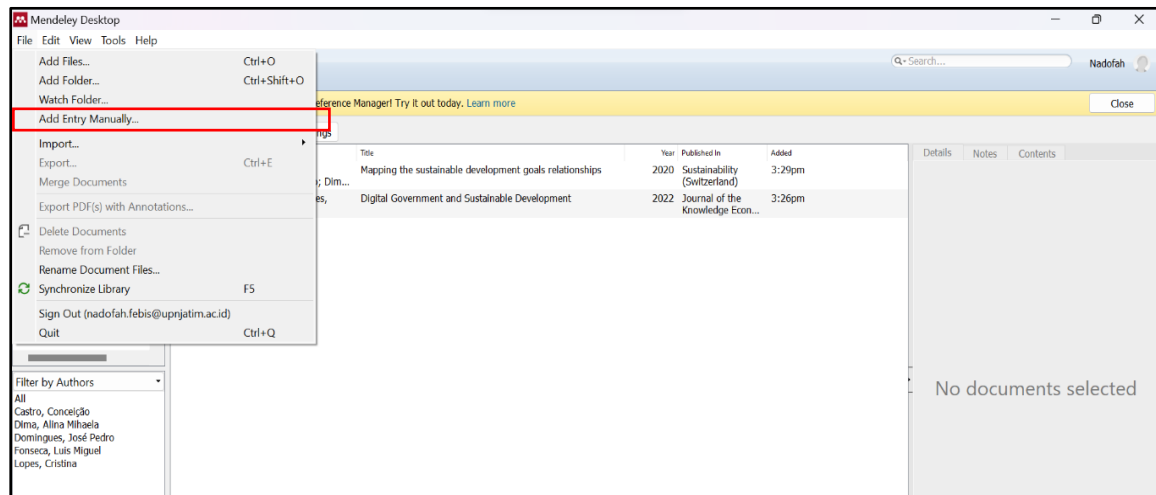 Mendeley Desktop
File Edit View Tools Help
Add Files... Ctrl+O
Add Folder... Ctrl+Shift+O
Watch Folder...
Add Entry Manually...
Import...
Export... Ctrl+E
Merge Documents
Export PDF(s) with Annotations...
Delete Documents
Remove from Folder
Rename Document Files...
Synchronize Library F5
Sign Out (nadofah.febis@upnjatim.ac.id)
Quit Ctrl+Q
Search... Nadofah
Reference Manager! Try it out today. Learn more Close
Title Year Published In Added
Mapping the sustainable development goals relationships 2020 Sustainability 3:29pm
; Dim... (Switzerland)
es, Digital Government and Sustainable Development 2022 Journal of the 3:26pm
Knowledge Econ...
Details Notes Contents
No documents selected
Filter by Authors
All
Castro, Conceição
Dima, Alina Mihaela
Domingues, José Pedro
Fonseca, Luis Miguel
Lopes, Cristina